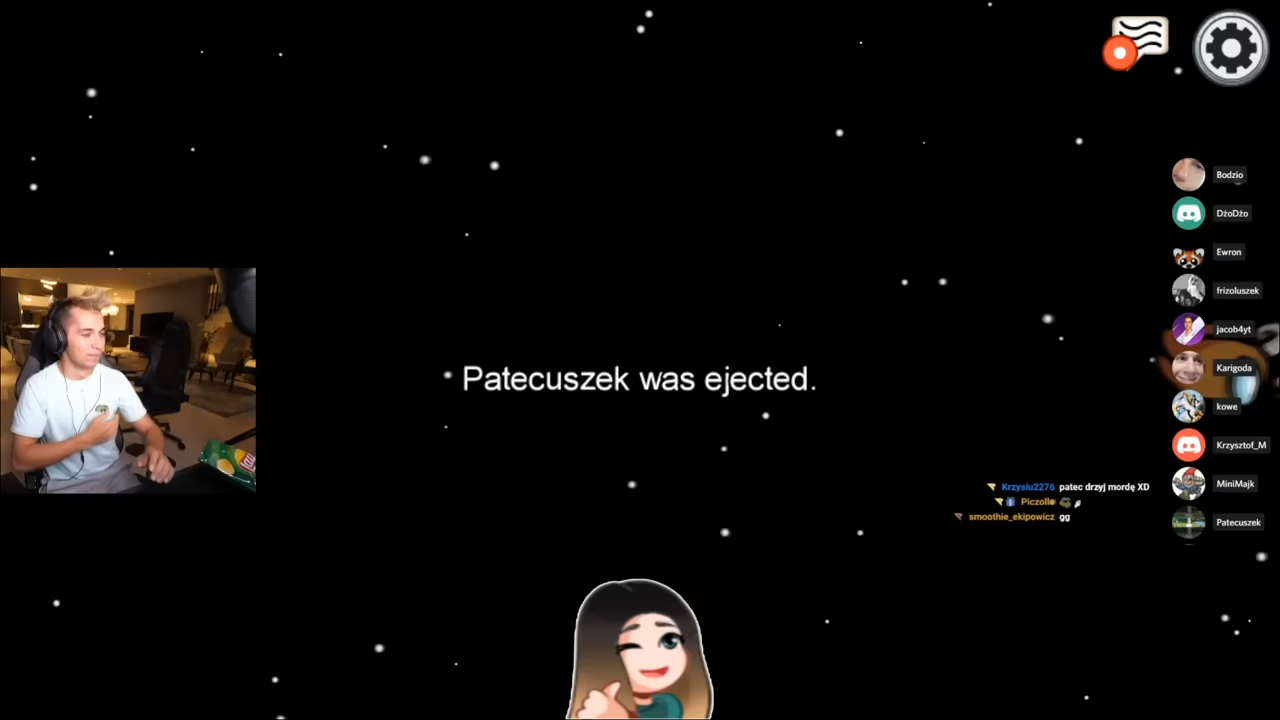 Bodzio
DżoDżo
Ewron
frizoluszek
jacob4yt
Karigoda
Patecuszek was ejected.
kowe
Krzysztof_M
MiniMajk
Krzysiu2276 patec drzyj mordę XD
Piczollo
smoothie_ekipowicz gg
Patecuszek